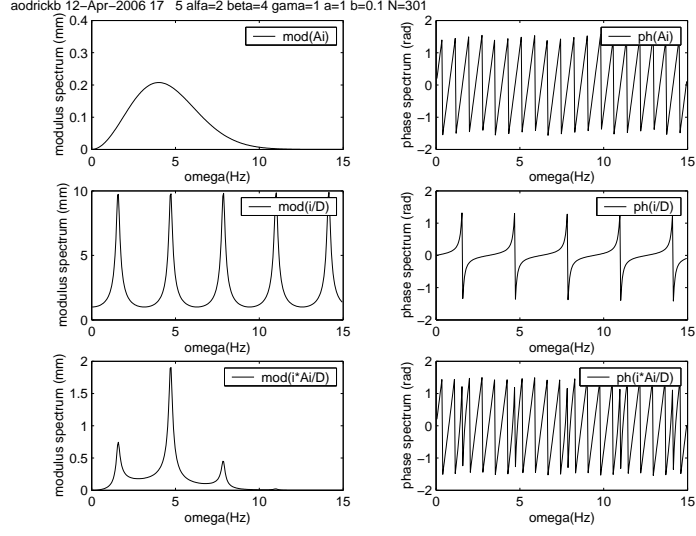 aodrickb 12−Apr−2006 17 5 alfa=2 beta=4 gama=1 a=1 b=0.1 N=301
modulus spectrum (mm)
0.4
0.3
0.2
0.1
0
mod(Ai)
0 5 10 15
omega(Hz)
phase spectrum (rad)
2
1
0
−1
−2
ph(Ai)
0 5 10 15
omega(Hz)
modulus spectrum (mm)
10
5
0
mod(i/D)
0 5 10 15
omega(Hz)
phase spectrum (rad)
2
1
0
−1
−2
ph(i/D)
0 5 10 15
omega(Hz)
modulus spectrum (mm)
2
1.5
1
0.5
0
mod(i*Ai/D)
0 5 10 15
omega(Hz)
phase spectrum (rad)
2
1
0
−1
−2
ph(i*Ai/D)
0 5 10 15
omega(Hz)